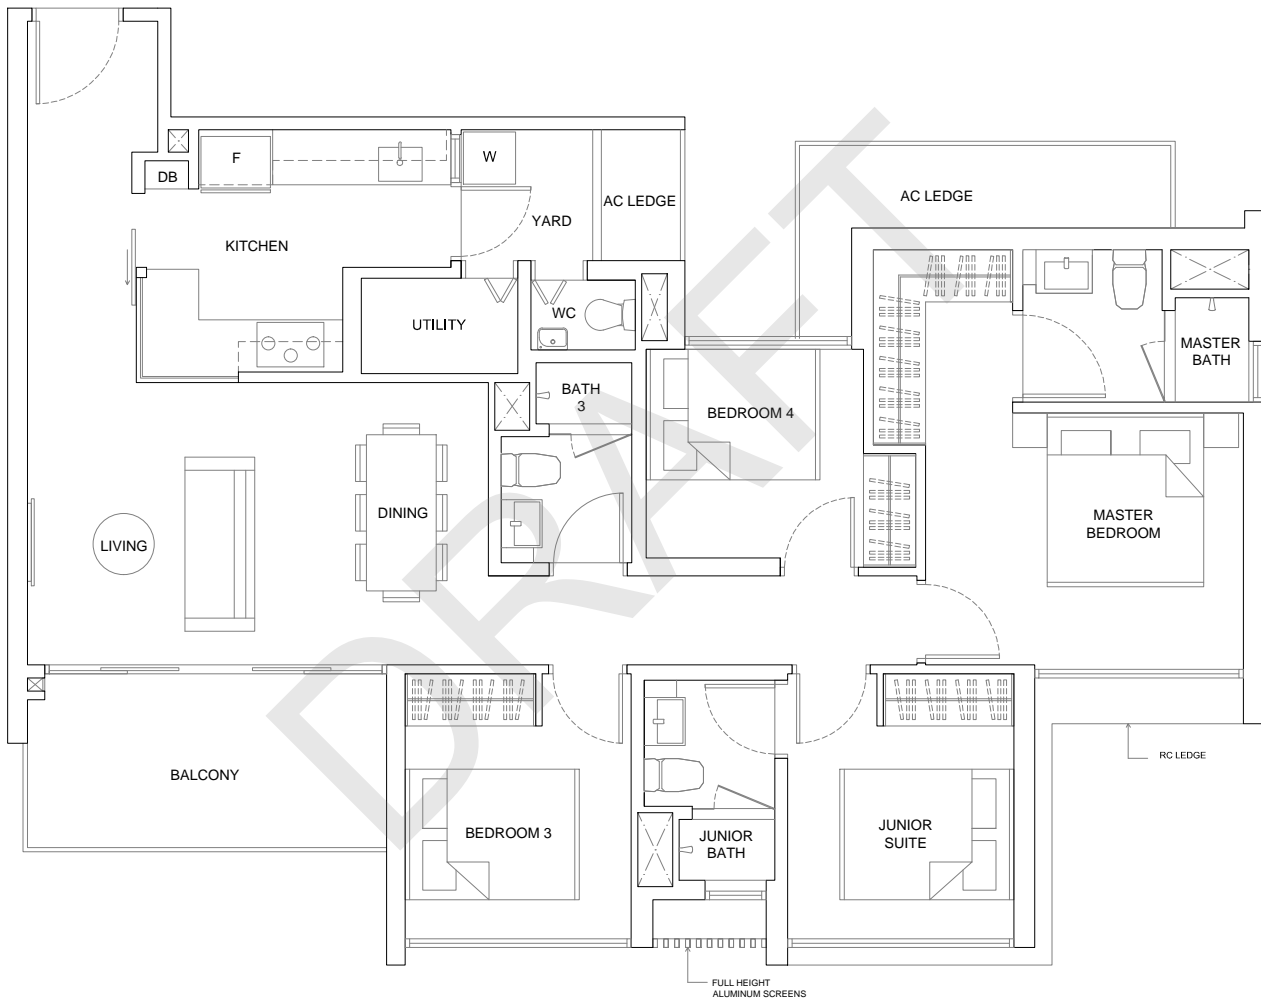 F
W
DB
AC LEDGE
AC LEDGE
YARD
KITCHEN
WC
UTILITY
MASTER
BATH
BATH
3
BEDROOM 4
DINING
MASTER
BEDROOM
LIVING
DRAFT
RC LEDGE
BALCONY
BEDROOM 3
JUNIOR
BATH
JUNIOR
SUITE
FULL HEIGHT
ALUMINUM SCREENS